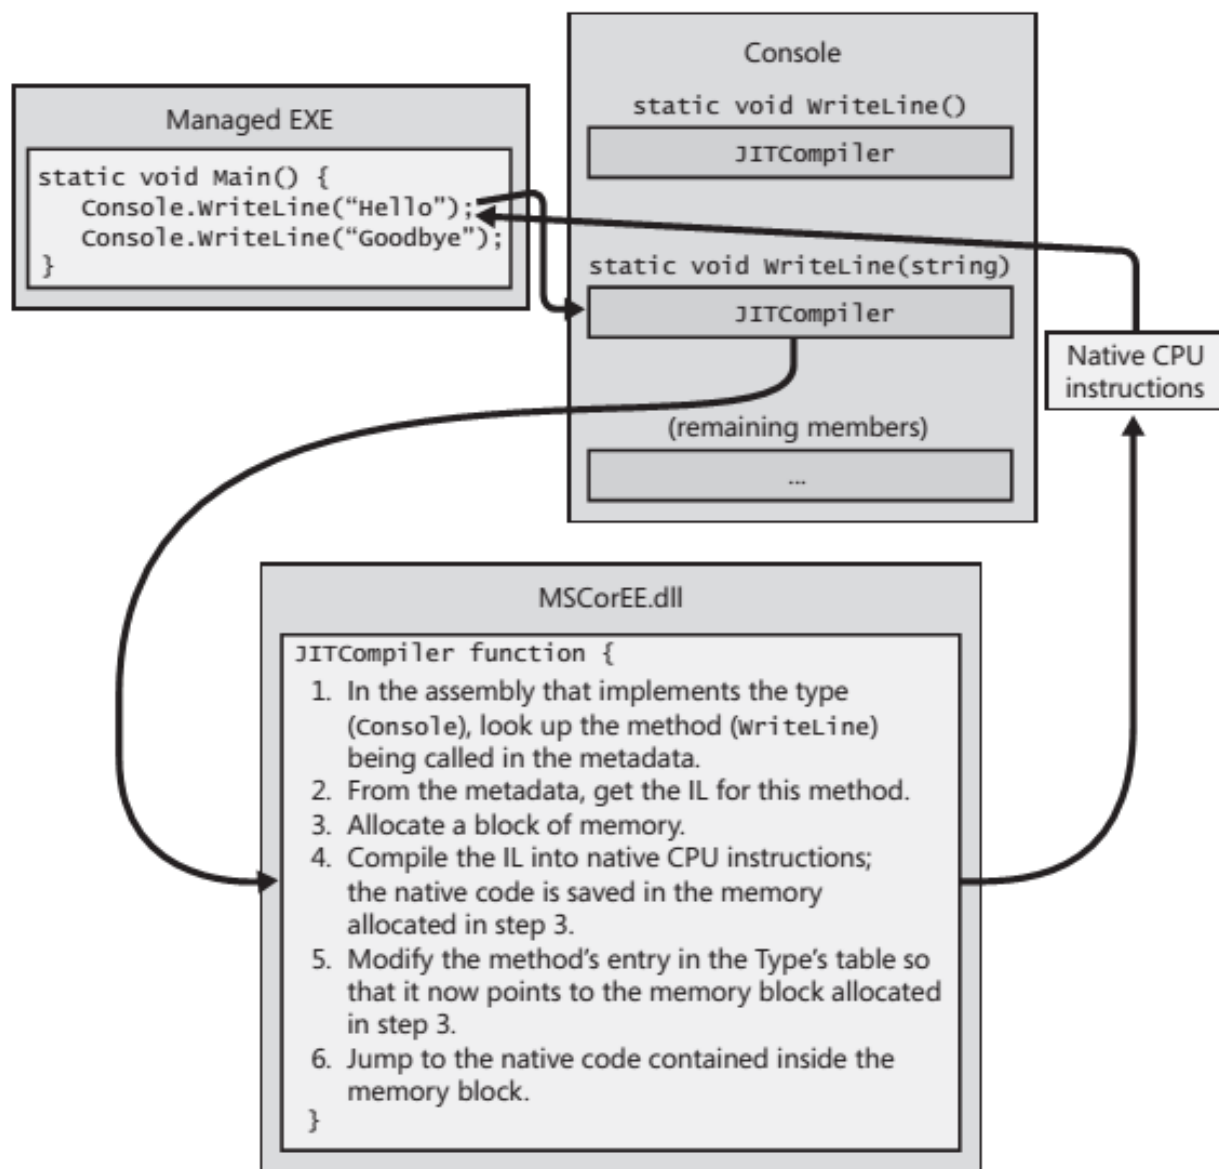 Console
static void WriteLine()
JITCompiler
Managed EXE
static void Main() {
Console.WriteLine(“Hello”);
Console.WriteLine(“Goodbye”);
}
static void WriteLine(string)
JITCompiler
Native CPU
instructions
(remaining members)
...
MSCorEE.dll
JITCompiler function {
1. In the assembly that implements the type
(Console), look up the method (WriteLine)
being called in the metadata.
2. From the metadata, get the IL for this method.
3. Allocate a block of memory.
4. Compile the IL into native CPU instructions;
the native code is saved in the memory
allocated in step 3.
5. Modify the method’s entry in the Type’s table so
that it now points to the memory block allocated
in step 3.
6. Jump to the native code contained inside the
memory block.
}